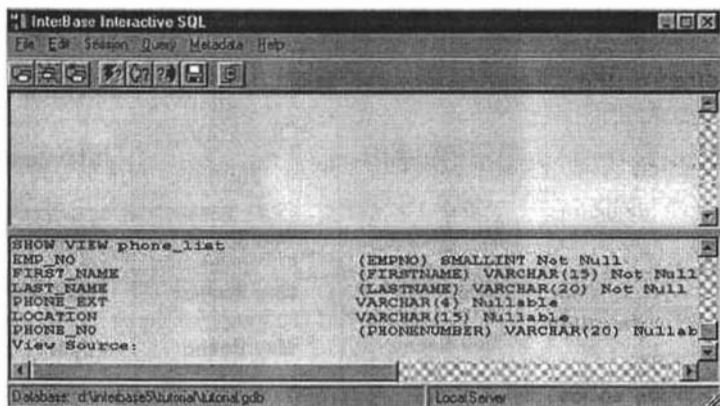 InterBase Interactive SQL
File Edit Session Query Metadata Help
SHOW VIEW phone_list
EMP_NO (EMPNO) SMALLINT Not Null
FIRST_NAME (FIRSTNAME) VARCHAR(15) Not Null
LAST_NAME (LASTNAME) VARCHAR(20) Not Null
PHONE_EXT VARCHAR(4) Nullable
LOCATION VARCHAR(15) Nullable
PHONE_NO (PHONENUMBER) VARCHAR(20) Nullab
View Source:
Database: d:\interbase5\tutorial\tutorial.gdb Local Server